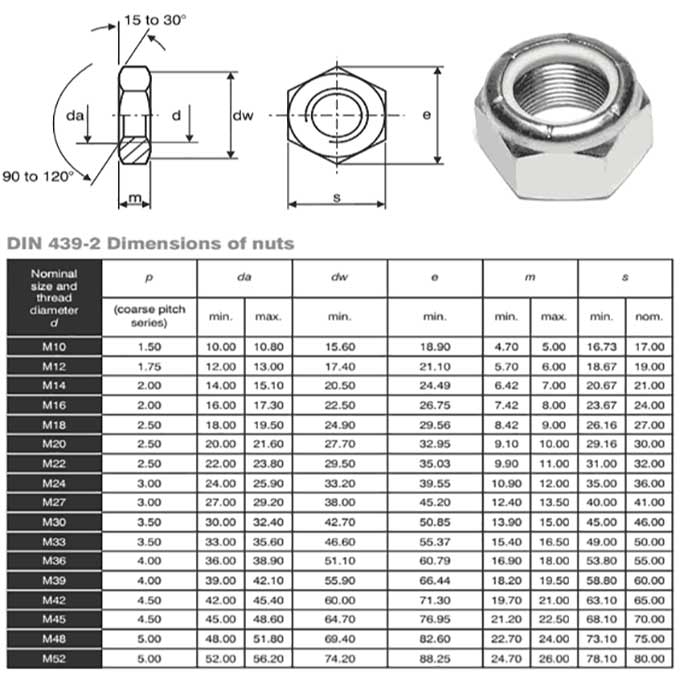 15 to 30°
da
d
dw
e
90 to 120°
m
s
DIN 439-2 Dimensions of nuts
Nominal size and thread diameter d p da dw e m s
(coarse pitch series) min. max. min. min. min. max. min. nom.
M10 1.50 10.00 10.80 15.60 18.90 4.70 5.00 16.73 17.00
M12 1.75 12.00 13.00 17.40 21.10 5.70 6.00 18.67 19.00
M14 2.00 14.00 15.10 20.50 24.49 6.42 7.00 20.67 21.00
M16 2.00 16.00 17.30 22.50 26.75 7.42 8.00 23.67 24.00
M18 2.50 18.00 19.50 24.90 29.56 8.42 9.00 26.16 27.00
M20 2.50 20.00 21.60 27.70 32.95 9.10 10.00 29.16 30.00
M22 2.50 22.00 23.80 29.50 35.03 9.90 11.00 31.00 32.00
M24 3.00 24.00 25.90 33.20 39.55 10.90 12.00 35.00 36.00
M27 3.00 27.00 29.20 38.00 45.20 12.40 13.50 40.00 41.00
M30 3.50 30.00 32.40 42.70 50.85 13.90 15.00 45.00 46.00
M33 3.50 33.00 35.60 46.60 55.37 15.40 16.50 49.00 50.00
M36 4.00 36.00 38.90 51.10 60.79 16.90 18.00 53.80 55.00
M39 4.00 39.00 42.10 55.90 66.44 18.20 19.50 58.80 60.00
M42 4.50 42.00 45.40 60.00 71.30 19.70 21.00 63.10 65.00
M45 4.50 45.00 48.60 64.70 76.95 21.20 22.50 68.10 70.00
M48 5.00 48.00 51.80 69.40 82.60 22.70 24.00 73.10 75.00
M52 5.00 52.00 56.20 74.20 88.25 24.70 26.00 78.10 80.00